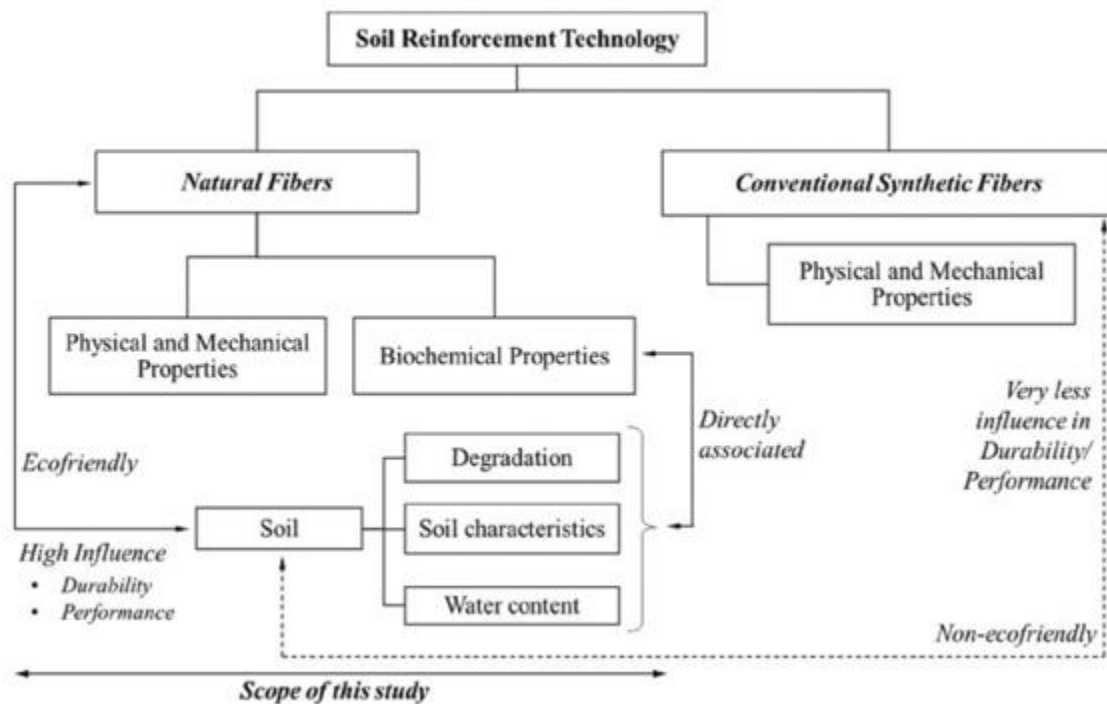 Soil Reinforcement Technology
Natural Fibers
Conventional Synthetic Fibers
Physical and Mechanical
Properties
Physical and Mechanical
Properties
Biochemical Properties
Very less
influence in
Durability/
Performance
Directly
associated
Degradation
Ecofriendly
Soil
Soil characteristics
High Influence
• Durability
• Performance
Water content
Non-ecofriendly
Scope of this study